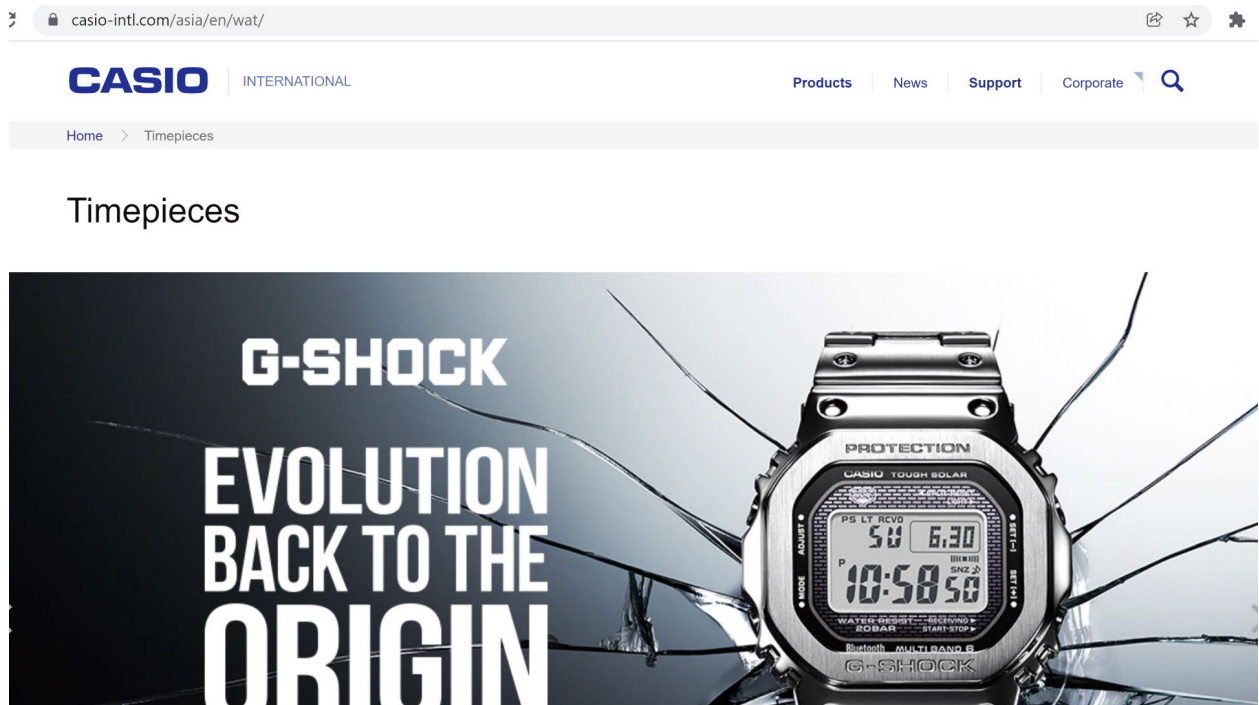 casio-intl.com/asia/en/wat/
CASIO INTERNATIONAL Products News Support Corporate
Home > Timepieces
Timepieces
G-SHOCK
EVOLUTION
BACK TO THE
ORIGIN
PROTECTION
CASIO TOUGH SOLAR
PS LT RCVD
SU 6.30
SNZ
P 10:58 50
ADJUST
MODE
SET [-]
SET [+]
WATER RESIST RECEIVING
20BAR START·STOP
Bluetooth MULTI BAND 6
G-SHOCK